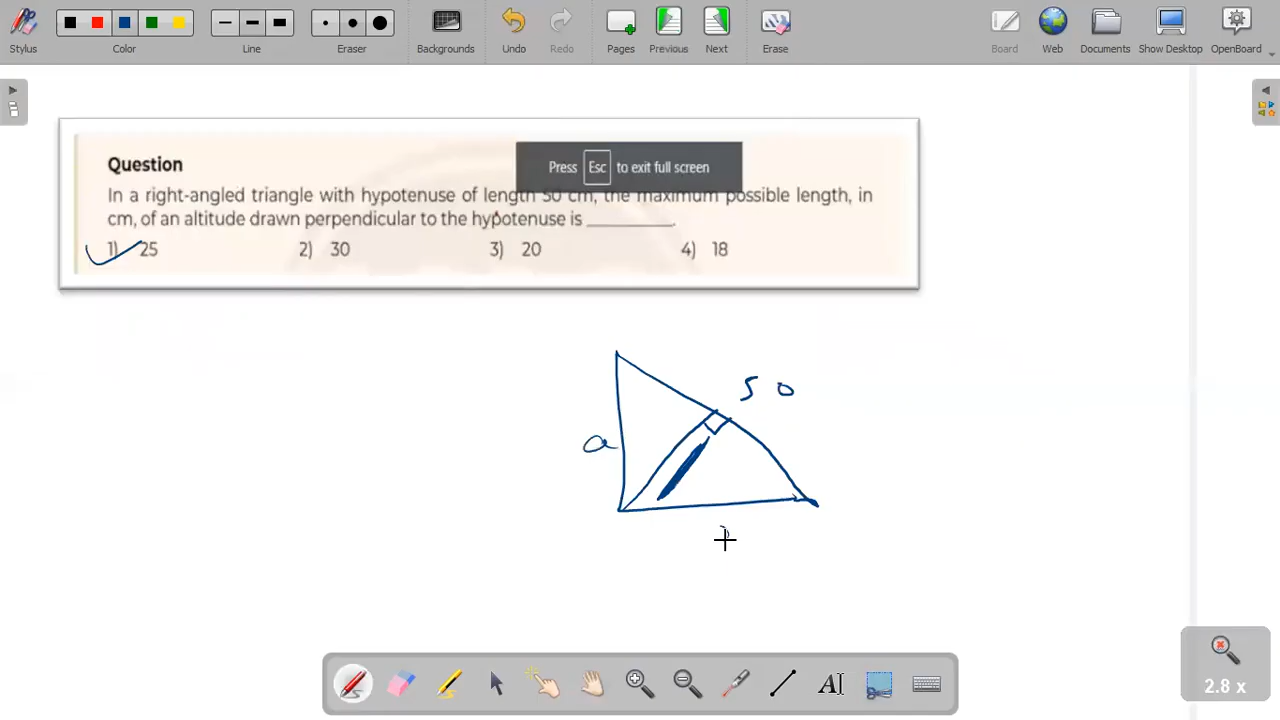 Stylus
Color
Line
Eraser
Backgrounds
Undo
Redo
Pages
Previous
Next
Erase
Board
Web
Documents
Show Desktop
OpenBoard
Question
Press Esc to exit full screen
In a right-angled triangle with hypotenuse of length 50 cm, the maximum possible length, in
cm, of an altitude drawn perpendicular to the hypotenuse is ________.
1) 25 2) 30 3) 20 4) 18
50
a
AI
2.8 x